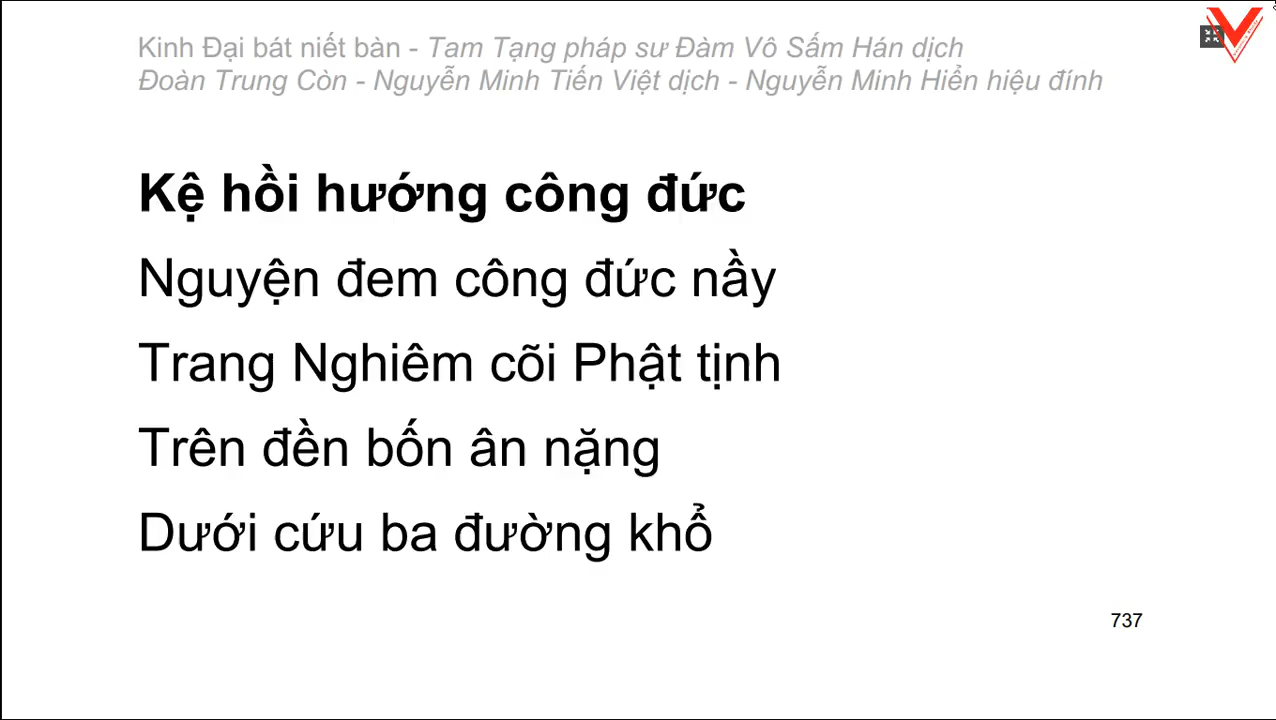 Kinh Đại bát niết bàn - Tam Tạng pháp sư Đàm Vô Sấm Hán dịch
Đoàn Trung Còn - Nguyễn Minh Tiến Việt dịch - Nguyễn Minh Hiển hiệu đính
Kệ hồi hướng công đức
Nguyện đem công đức nầy
Trang Nghiêm cõi Phật tịnh
Trên đền bốn ân nặng
Dưới cứu ba đường khổ
737